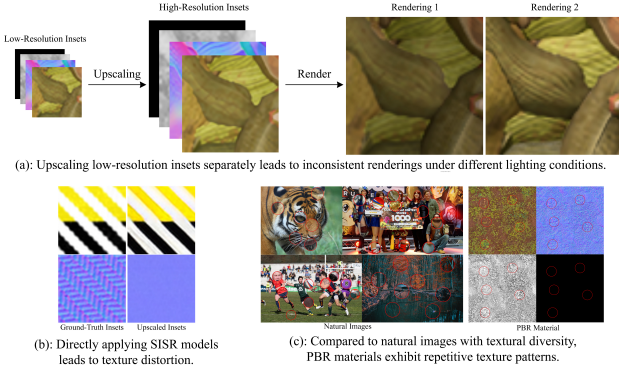 High-Resolution Insets
Rendering 1
Rendering 2
Low-Resolution Insets
Upscaling
Render
(a): Upscaling low-resolution insets separately leads to inconsistent renderings under different lighting conditions.
1000
Ground-Truth Insets
Upscaled Insets
Natural Images
PBR Material
(b): Directly applying SISR models
leads to texture distortion.
(c): Compared to natural images with textural diversity,
PBR materials exhibit repetitive texture patterns.